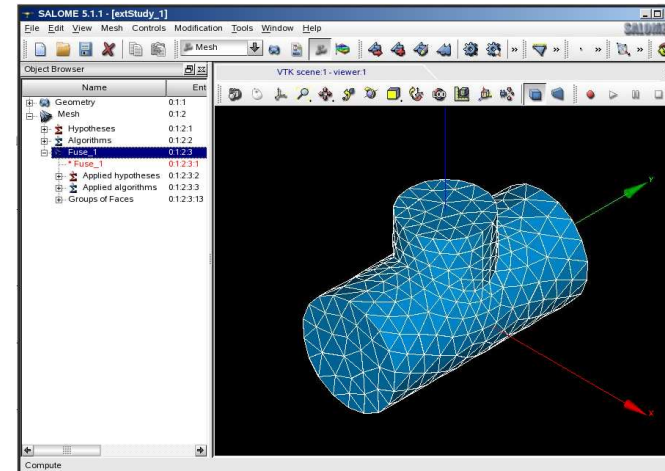 SALOME 5.1.1 - [extStudy_1]
File Edit View Mesh Controls Modification Tools Window Help
SALOME
Mesh » » » »
Object Browser
VTK scene:1 - viewer:1
Name Ent
Geometry 0:1:1
Mesh 0:1:2
Hypotheses 0:1:2:1
Algorithms 0:1:2:2
Fuse_1 0:1:2:3
* Fuse_1 0:1:2:3:1
Applied hypotheses 0:1:2:3:2
Applied algorithms 0:1:2:3:3
Groups of Faces 0:1:2:3:13
Y
X
Compute